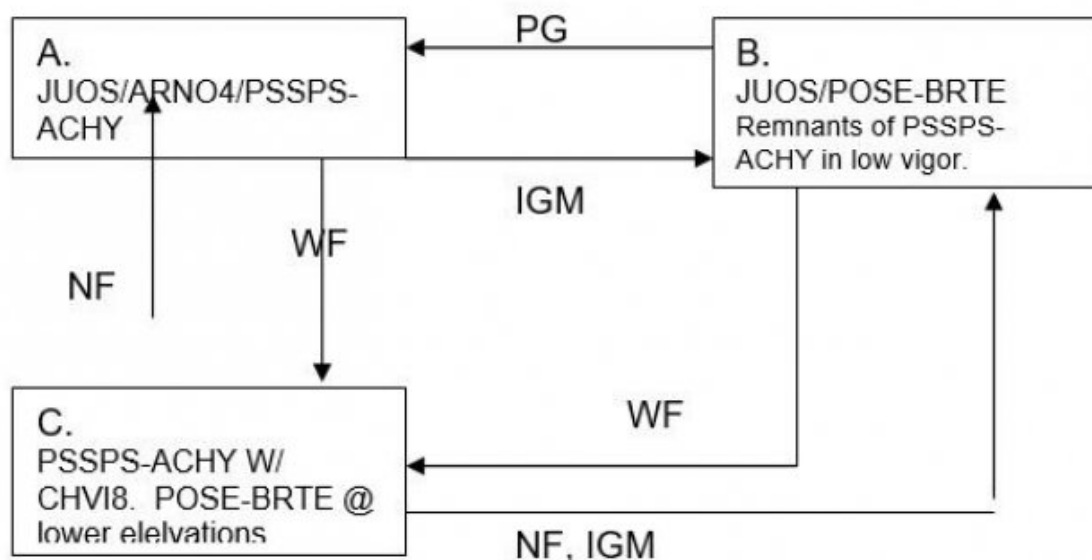 PG
A.
JUOS/ARNO4/PSSPS-
ACHY
B.
JUOS/POSE-BRTE
Remnants of PSSPS-
ACHY in low vigor.
IGM
WF
NF
WF
C.
PSSPS-ACHY W/
CHVI8. POSE-BRTE @
lower elelvations
NF, IGM